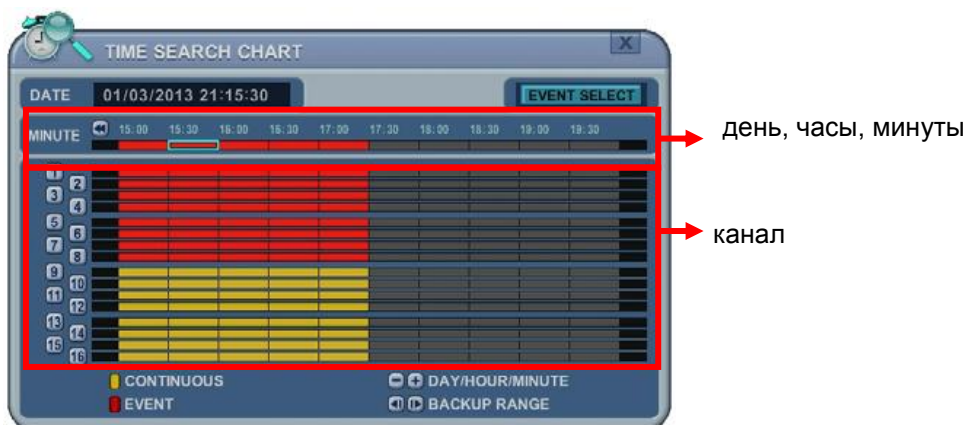 TIME SEARCH CHART X
DATE 01/03/2013 21:15:30 EVENT SELECT
MINUTE 15:00 15:30 16:00 16:30 17:00 17:30 18:00 18:30 19:00 19:30
день, часы, минуты
1
2
3
4
5
6
канал
7
8
9
10
11
12
13
14
15
16
CONTINUOUS - + DAY/HOUR/MINUTE
EVENT BACKUP RANGE